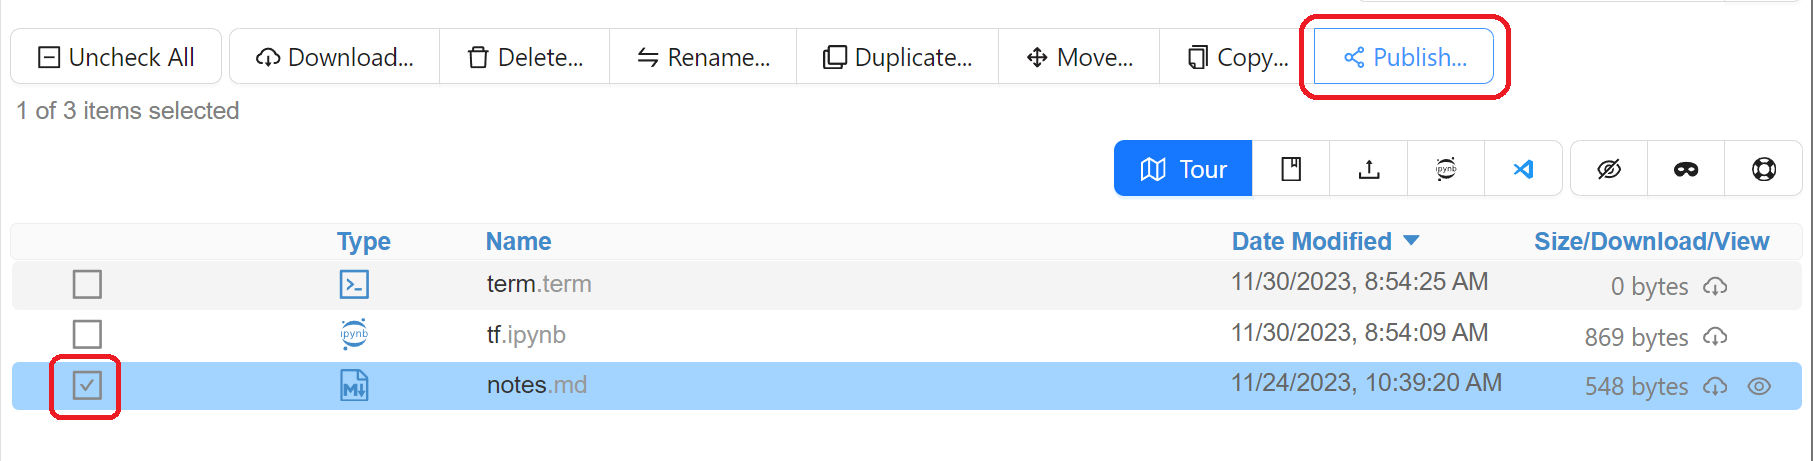 Uncheck All Download... Delete... Rename... Duplicate... Move... Copy... Publish...
1 of 3 items selected
Tour ipynb
Type Name Date Modified Size/Download/View
term.term 11/30/2023, 8:54:25 AM 0 bytes
ipynb tf.ipynb 11/30/2023, 8:54:09 AM 869 bytes
M notes.md 11/24/2023, 10:39:20 AM 548 bytes